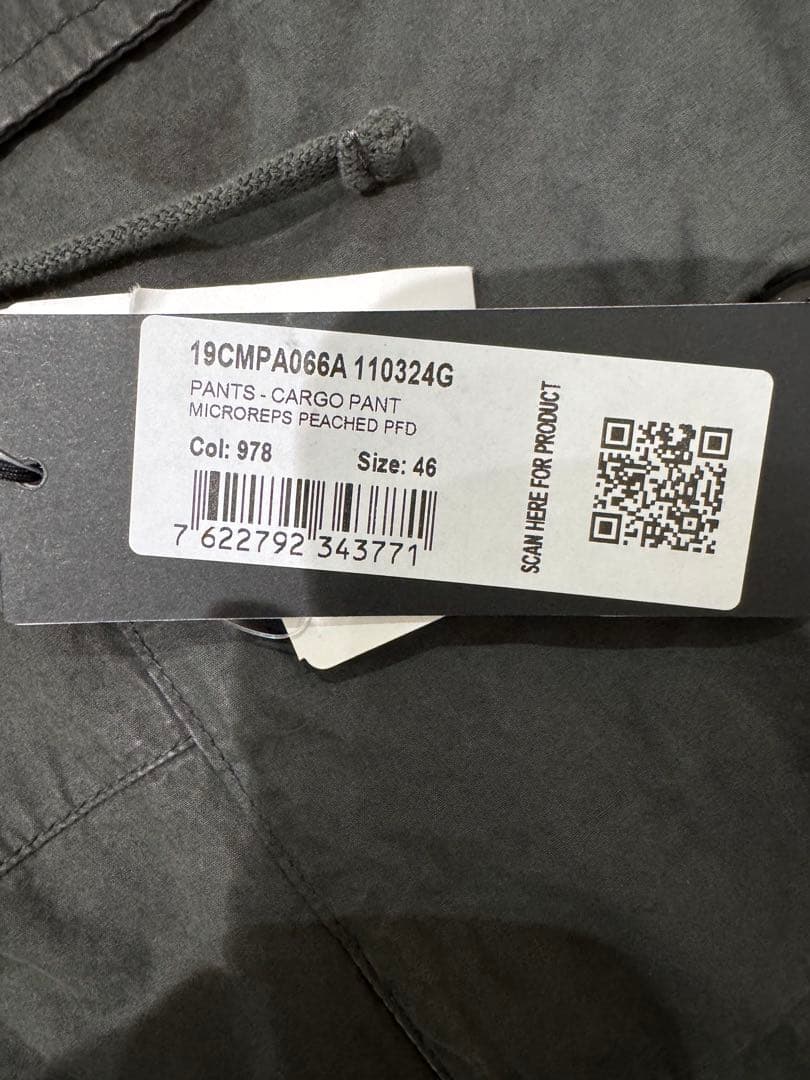 19CMPA066A 110324G
PANTS - CARGO PANT
MICROREPS PEACHED PFD
Col: 978 Size: 46
7 622792 343771
SCAN HERE FOR PRODUCT